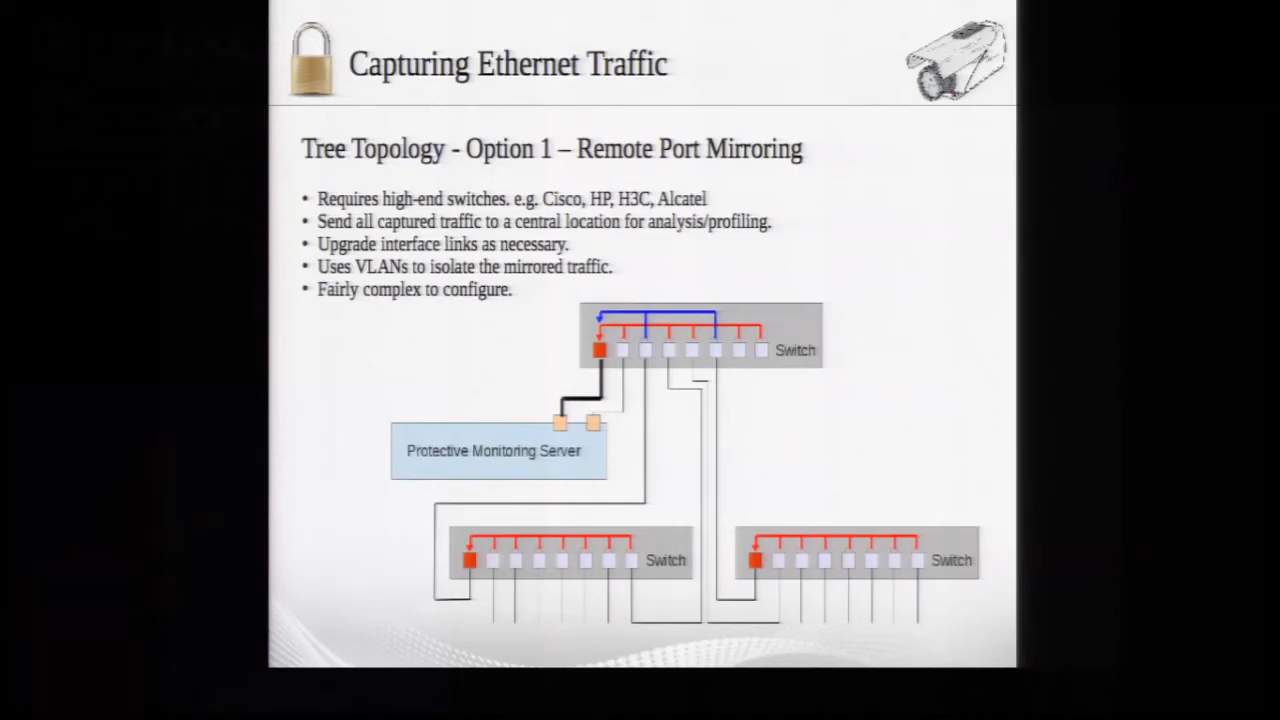 Capturing Ethernet Traffic
Tree Topology - Option 1 – Remote Port Mirroring
• Requires high-end switches. e.g. Cisco, HP, H3C, Alcatel
• Send all captured traffic to a central location for analysis/profiling.
• Upgrade interface links as necessary.
• Uses VLANs to isolate the mirrored traffic.
• Fairly complex to configure.
Switch
Protective Monitoring Server
Switch
Switch